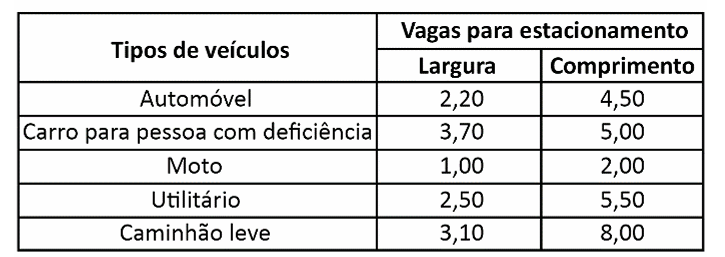 Tipos de veículos
Vagas para estacionamento
Largura Comprimento
Automóvel 2,20 4,50
Carro para pessoa com deficiência 3,70 5,00
Moto 1,00 2,00
Utilitário 2,50 5,50
Caminhão leve 3,10 8,00